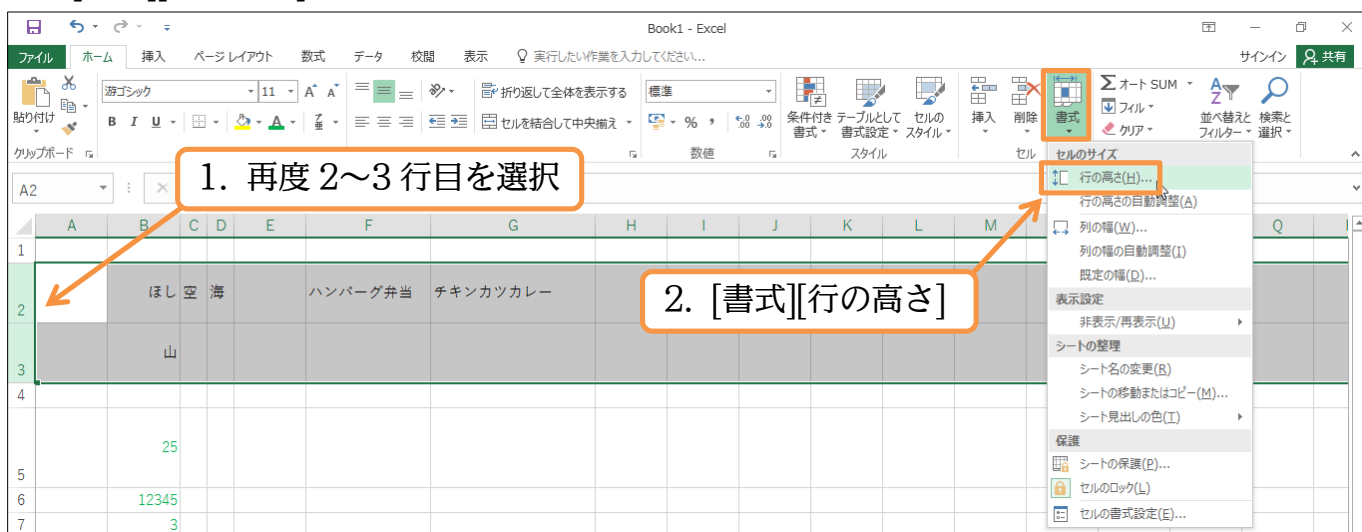 Book1 - Excel
ファイル ホーム 挿入 ページ レイアウト 数式 データ 校閲 表示 実行したい作業を入力してください... サインイン 共有
貼り付け 游ゴシック 11 A A 折り返して全体を表示する 標準 条件付き書式 テーブルとして書式設定 セルのスタイル 挿入 削除 書式 Σ オート SUM 並べ替えとフィルター 検索と選択
B I U A 亜 セルを結合して中央揃え % , .0 .00 フィル
クリア
クリップボード 数値 スタイル セル
1. 再度 2～3 行目を選択
A2
セルのサイズ
行の高さ(H)...
行の高さの自動調整(A)
列の幅(W)...
列の幅の自動調整(I)
既定の幅(D)...
表示設定
非表示/再表示(U)
シートの整理
シート名の変更(R)
シートの移動またはコピー(M)...
シート見出しの色(T)
保護
シートの保護(P)...
セルのロック(L)
セルの書式設定(E)...
2. [書式][行の高さ]
A B C D E F G H I J K L M Q
1
2 ほし 空 海 ハンバーグ弁当 チキンカツカレー
3 山
4
5 25
6 12345
7 3